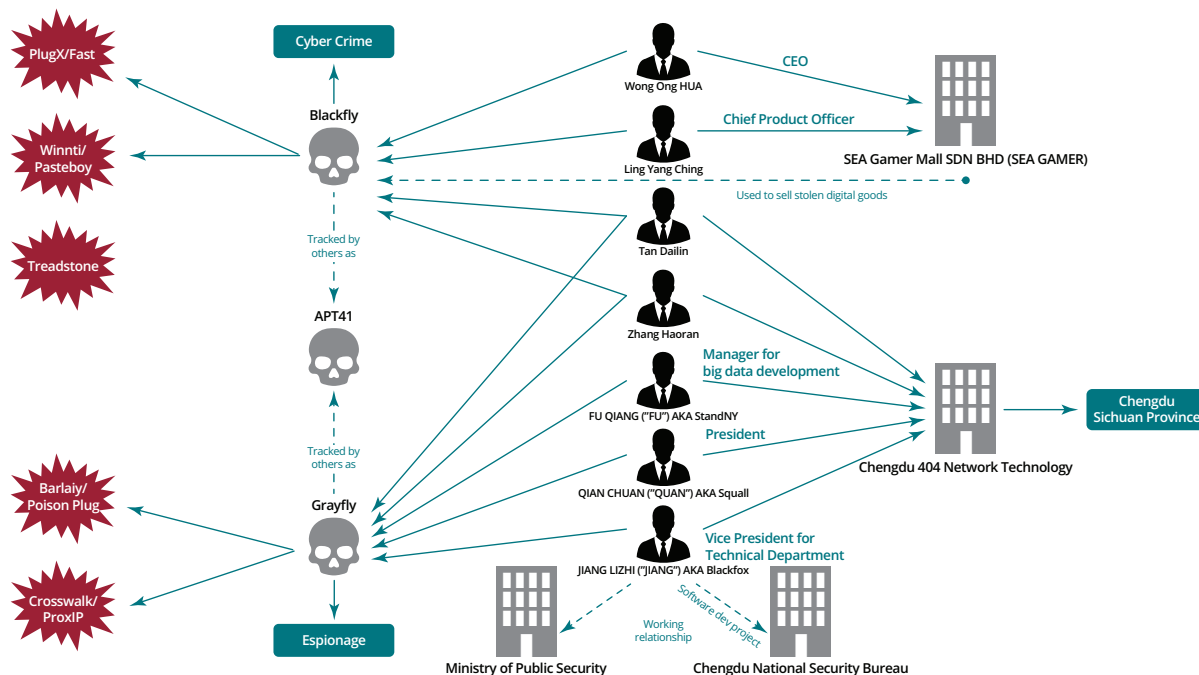 PlugX/Fast
Cyber Crime
Wong Ong HUA
CEO
Blackfly
Winnti/
Pasteboy
Ling Yang Ching
Chief Product Officer
SEA Gamer Mall SDN BHD (SEA GAMER)
Used to sell stolen digital goods
Treadstone
Tracked by
others as
Tan Dailin
APT41
Zhang Haoran
Manager for
big data development
FU QIANG ("FU") AKA StandNY
Chengdu
Sichuan Province
President
Chengdu 404 Network Technology
Tracked by
others as
Barlaiy/
Poison Plug
QIAN CHUAN ("QUAN") AKA Squall
Grayfly
Vice President for
Technical Department
JIANG LIZHI ("JIANG") AKA Blackfox
Crosswalk/
ProxIP
Espionage
Working
relationship
Software dev project
Ministry of Public Security
Chengdu National Security Bureau